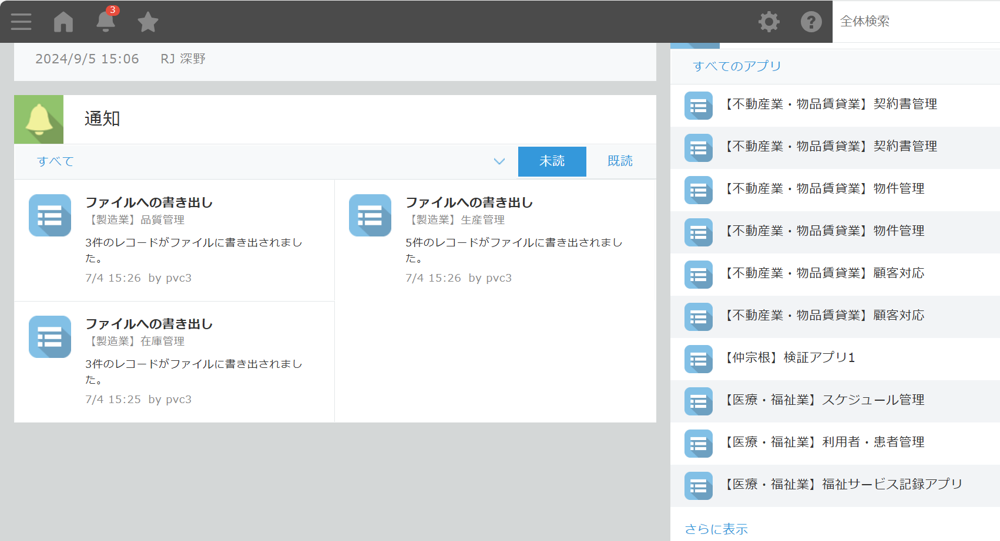 3
全体検索
2024/9/5 15:06 RJ 深野
通知
すべて
未読
既読
ファイルへの書き出し
【製造業】品質管理
3件のレコードがファイルに書き出されまし
た。
7/4 15:26 by pvc3
ファイルへの書き出し
【製造業】生産管理
5件のレコードがファイルに書き出されまし
た。
7/4 15:26 by pvc3
ファイルへの書き出し
【製造業】在庫管理
3件のレコードがファイルに書き出されまし
た。
7/4 15:25 by pvc3
すべてのアプリ
【不動産業・物品賃貸業】契約書管理
【不動産業・物品賃貸業】契約書管理
【不動産業・物品賃貸業】物件管理
【不動産業・物品賃貸業】物件管理
【不動産業・物品賃貸業】顧客対応
【不動産業・物品賃貸業】顧客対応
【仲宗根】検証アプリ1
【医療・福祉業】スケジュール管理
【医療・福祉業】利用者・患者管理
【医療・福祉業】福祉サービス記録アプリ
さらに表示